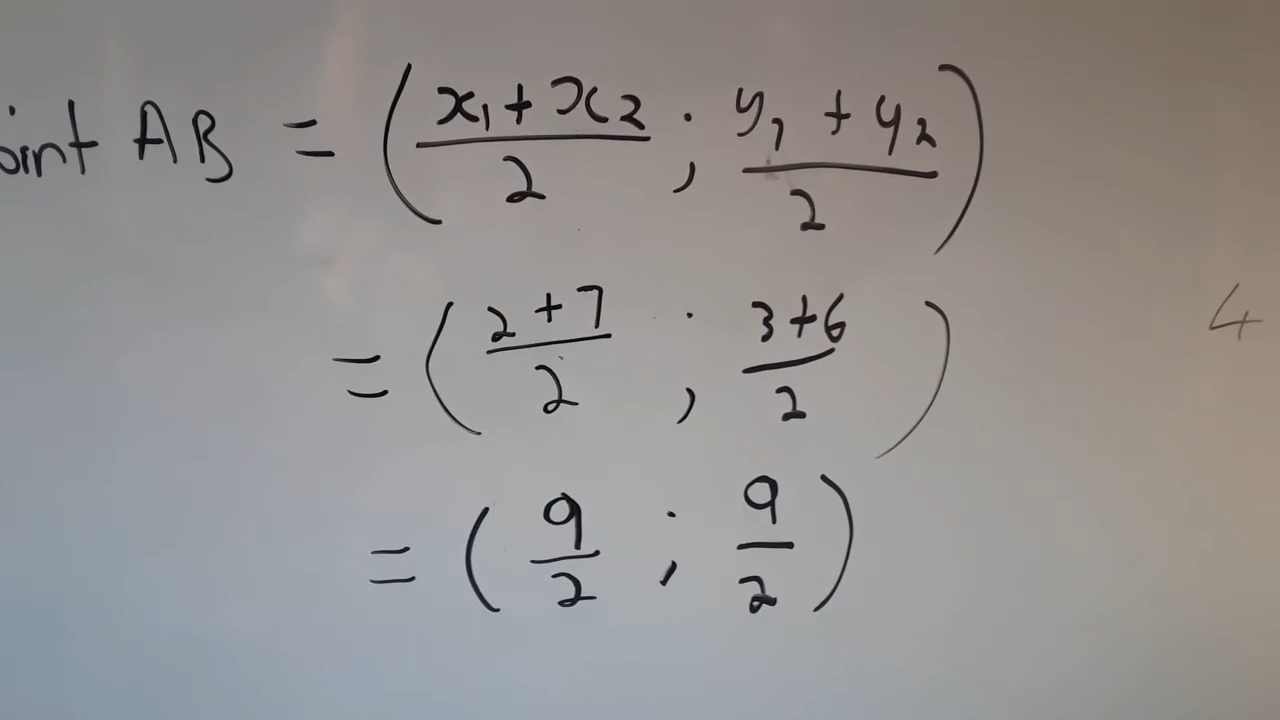 oint AB = (x₁ + x₂ / 2 ; y₁ + y₂ / 2)
= (2 + 7 / 2 ; 3 + 6 / 2)
4
= (9 / 2 ; 9 / 2)